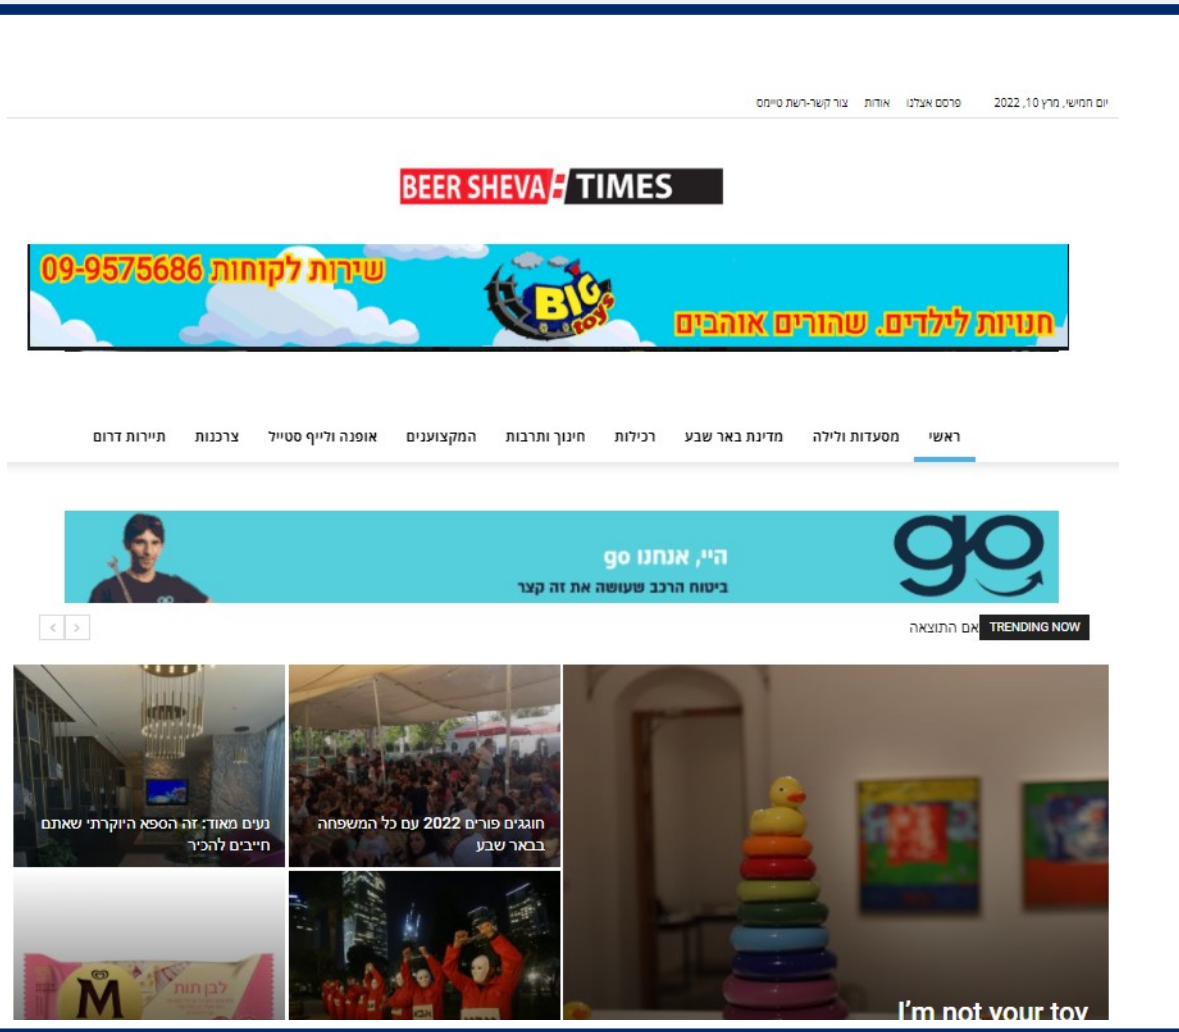 יום חמישי, מרץ 10, 2022 פרסם אצלנו אודות צור קשר-רשת טיימס
BEER SHEVA TIMES
שירות לקוחות 09-9575686
BIG
toys
חנויות לילדים. שהורים אוהבים
ראשי מסעדות ולילה מדינת באר שבע רכילות חינוך ותרבות המקצוענים אופנה ולייף סטייל צרכנות תיירות דרום
go
היי, אנחנו go
ביטוח הרכב שעושה את זה קצר
TRENDING NOW אם התוצאה
I'm not your toy
חוגגים פורים 2022 עם כל המשפחה
בבאר שבע
נעים מאוד: זה הספא היוקרתי שאתם
חייבים להכיר
אבא
M
לבן תות